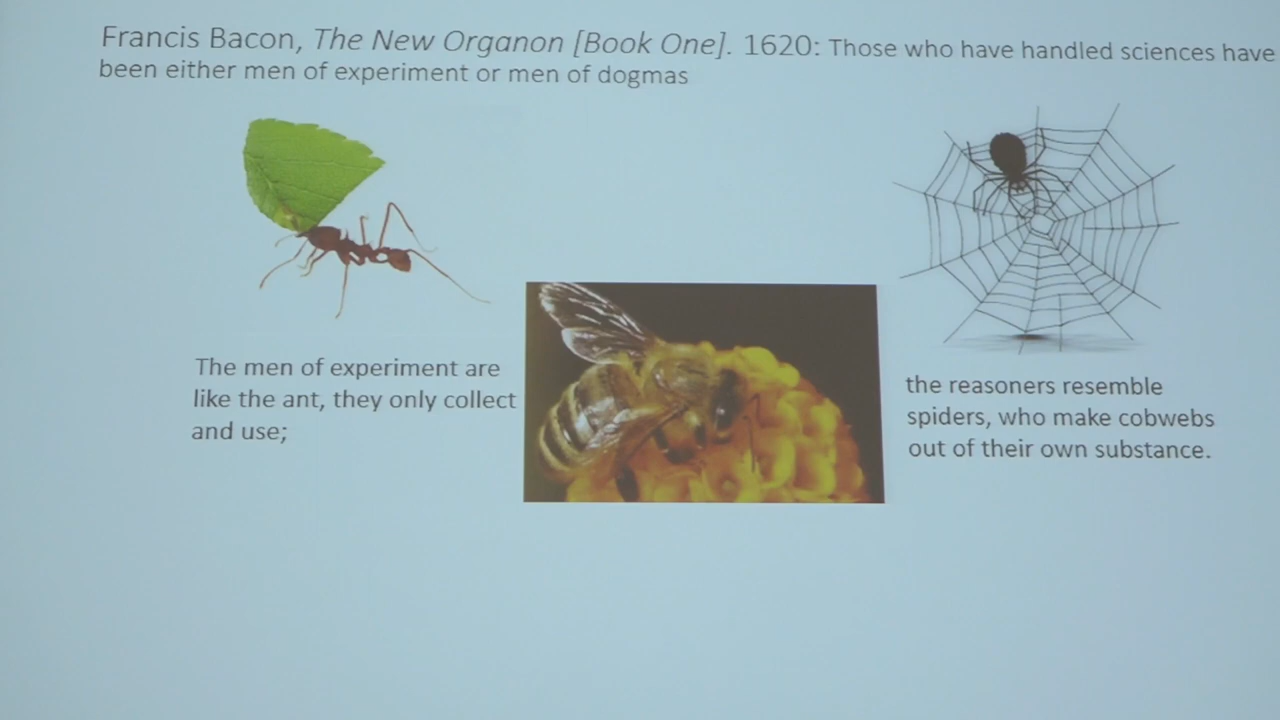 Francis Bacon, The New Organon [Book One]. 1620: Those who have handled sciences have
been either men of experiment or men of dogmas
The men of experiment are
like the ant, they only collect
and use;
the reasoners resemble
spiders, who make cobwebs
out of their own substance.